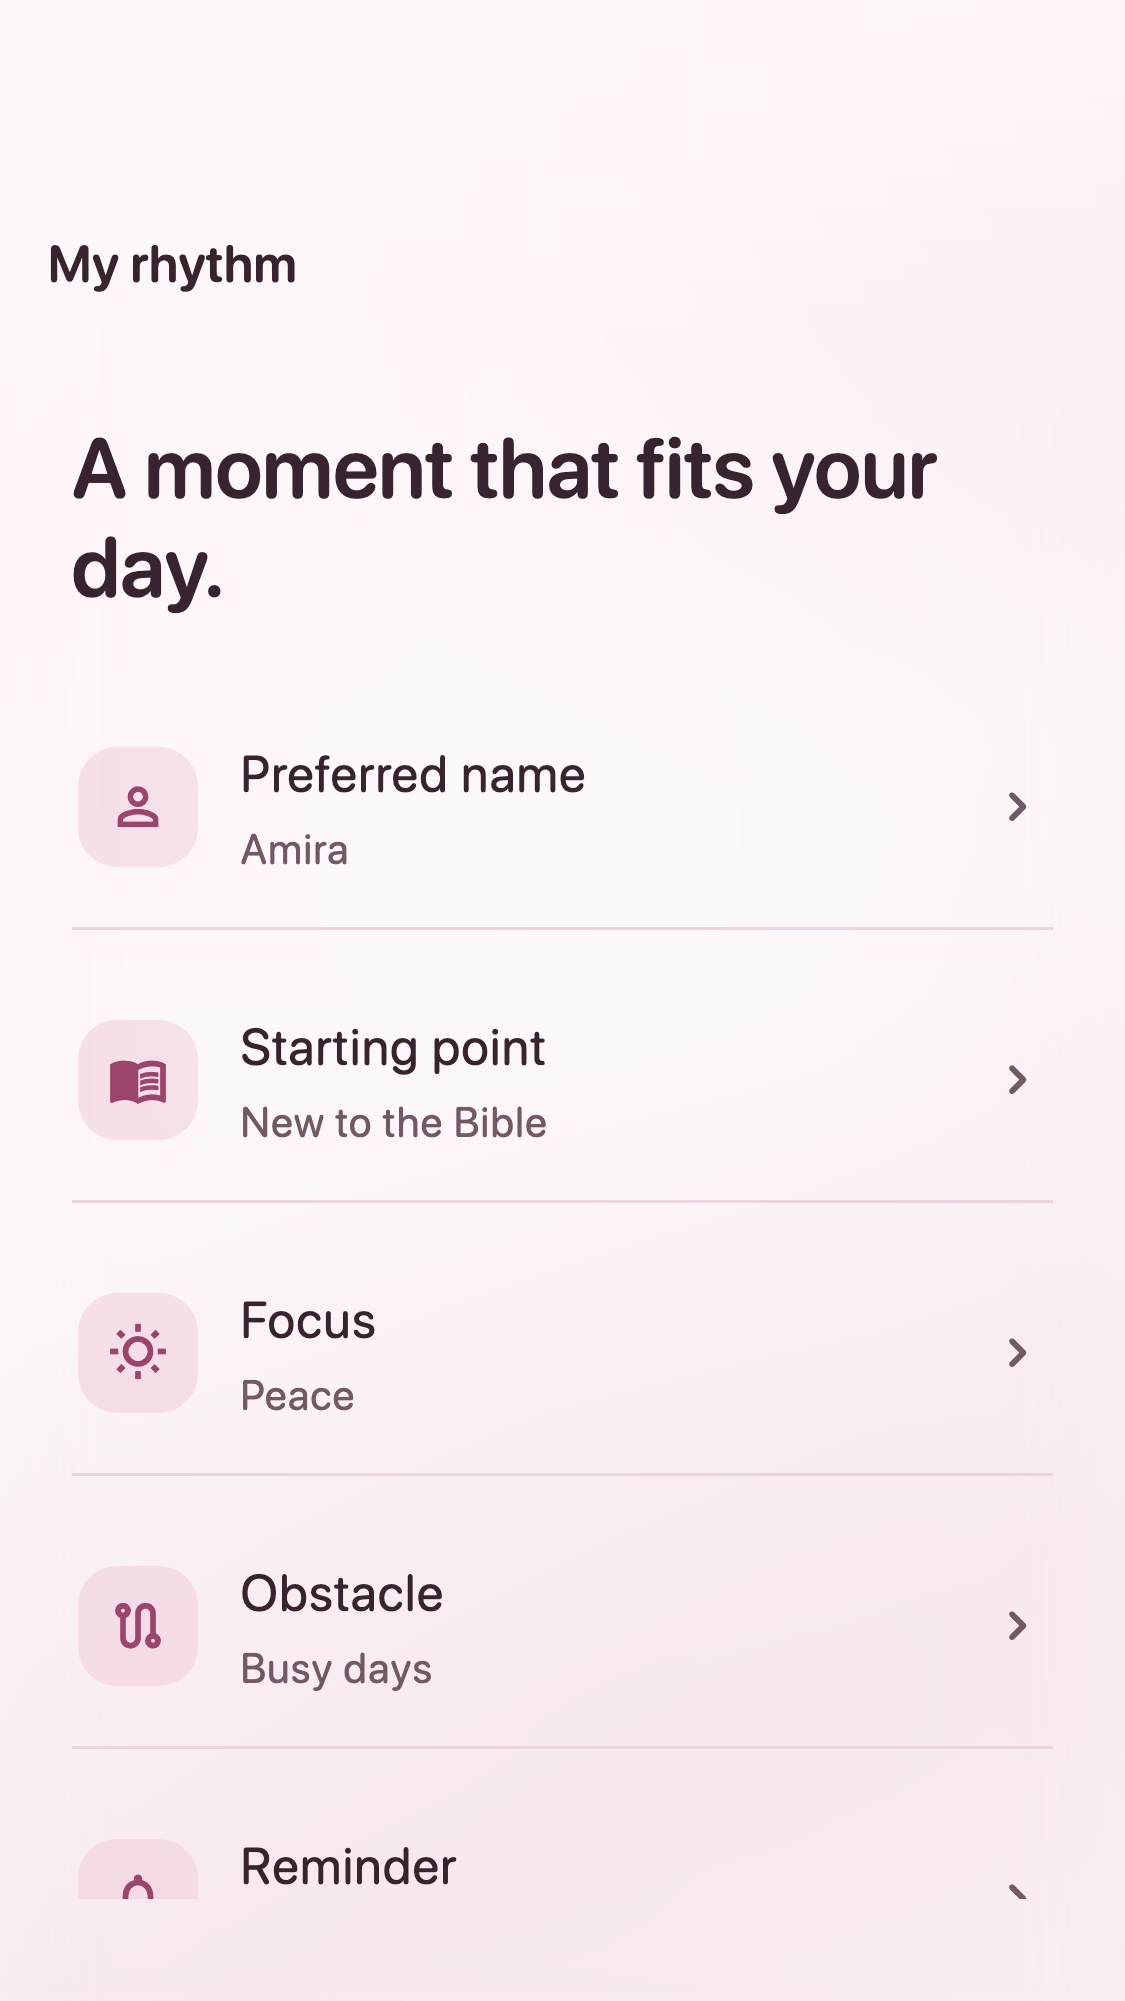 My rhythm
A moment that fits your
day.
Preferred name
Amira
Starting point
New to the Bible
Focus
Peace
Obstacle
Busy days
Reminder